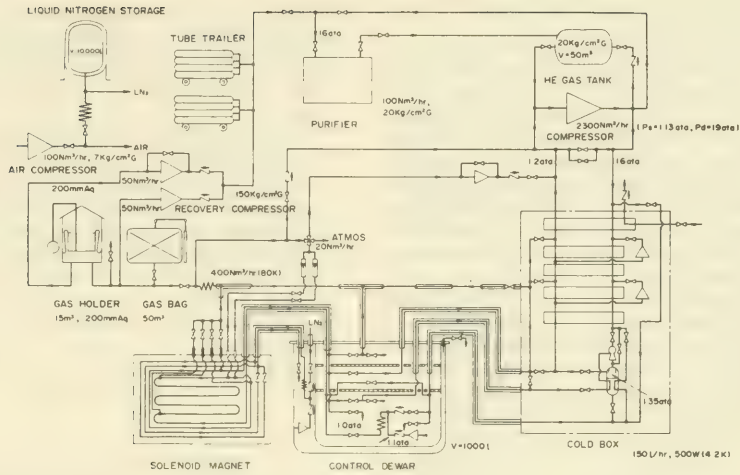 LIQUID NITROGEN STORAGE
V=10000L
LN₂
AIR
100Nm³/hr, 7Kg/cm²G
AIR COMPRESSOR
TUBE TRAILER
16ata
PURIFIER
100Nm³/hr,
20Kg/cm²G
20Kg/cm²G
V=50m³
HE GAS TANK
2300Nm³/hr
COMPRESSOR
(Ps=1.13ata, Pd=19ata)
1.2ata
16ata
200mmAq
50Nm³/hr
50Nm³/hr
RECOVERY COMPRESSOR
150Kg/cm²G
ATMOS
20Nm³/hr
400Nm³/hr (80K)
GAS HOLDER
15m³, 200mmAq
GAS BAG
50m³
LN₂
1.0ata
1.1ata
V=1000l
1.35ata
COLD BOX
150L/hr, 500W(4.2K)
SOLENOID MAGNET
CONTROL DEWAR